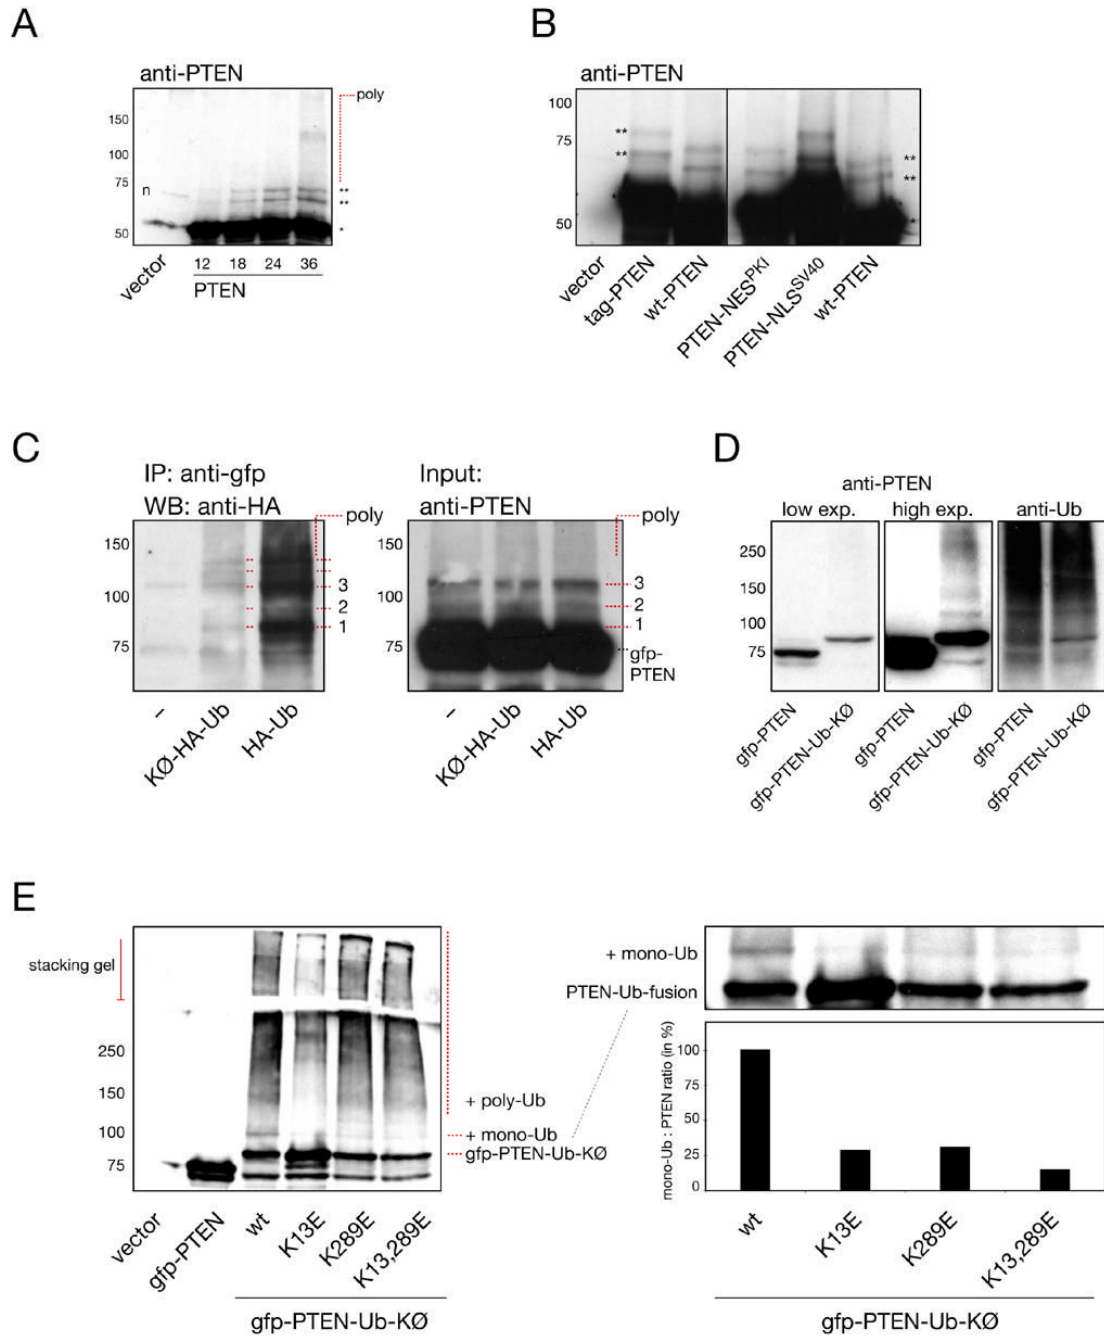 A
anti-PTEN
poly
150
100
75
n
**
**
50
*
12 18 24 36
vector
PTEN
B
anti-PTEN
100
75
**
**
**
**
*
50
*
vector
tag-PTEN
wt-PTEN
PTEN-NES^PKI
PTEN-NLS^SV40
wt-PTEN
C
IP: anti-gfp
WB: anti-HA
poly
150
3
100
2
1
75
–
KØ-HA-Ub
HA-Ub
Input:
anti-PTEN
poly
150
3
100
2
1
75
gfp-
PTEN
–
KØ-HA-Ub
HA-Ub
D
anti-PTEN
low exp.
high exp.
anti-Ub
250
150
100
75
gfp-PTEN
gfp-PTEN-Ub-KØ
gfp-PTEN
gfp-PTEN-Ub-KØ
gfp-PTEN
gfp-PTEN-Ub-KØ
E
stacking gel
250
150
+ poly-Ub
100
+ mono-Ub
gfp-PTEN-Ub-KØ
75
vector
gfp-PTEN
wt
K13E
K289E
K13,289E
gfp-PTEN-Ub-KØ
+ mono-Ub
PTEN-Ub-fusion
mono-Ub : PTEN ratio (in %)
100
75
50
25
0
wt
K13E
K289E
K13,289E
gfp-PTEN-Ub-KØ